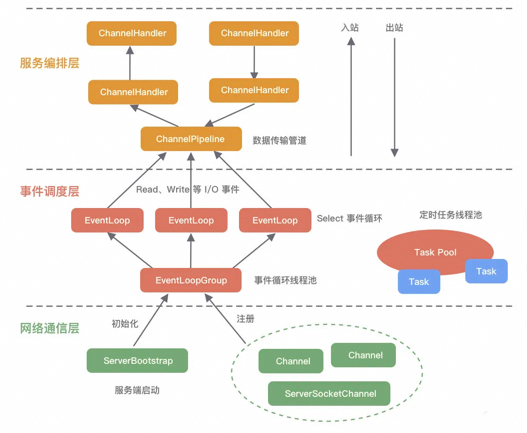 ChannelHandler
ChannelHandler
入站
出站
服务编排层
ChannelHandler
ChannelHandler
ChannelPipeline
数据传输管道
事件调度层
Read、Write 等 I/O 事件
EventLoop
EventLoop
EventLoop
Select 事件循环
定时任务线程池
Task Pool
Task
Task
EventLoopGroup
事件循环线程池
网络通信层
初始化
注册
ServerBootstrap
Channel
Channel
服务端启动
ServerSocketChannel